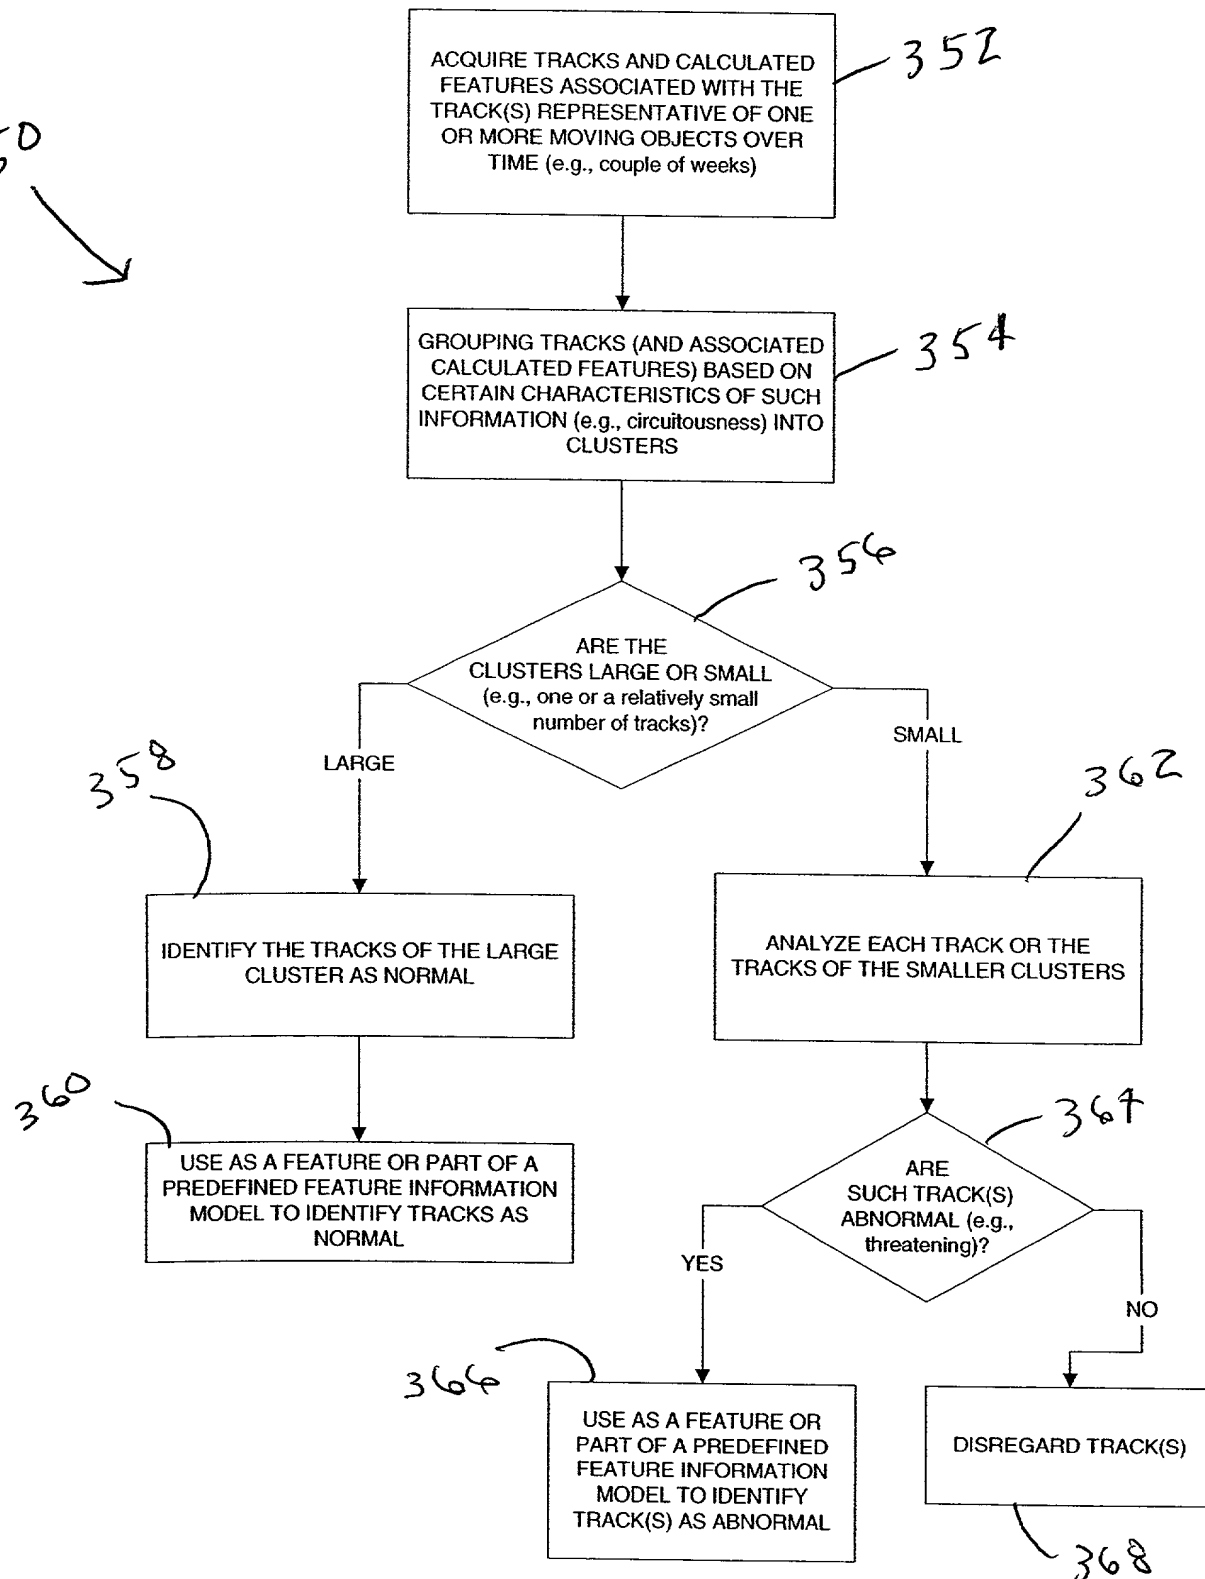 ACQUIRE TRACKS AND CALCULATED
FEATURES ASSOCIATED WITH THE
TRACK(S) REPRESENTATIVE OF ONE
OR MORE MOVING OBJECTS OVER
TIME (e.g., couple of weeks)
352
50
GROUPING TRACKS (AND ASSOCIATED
CALCULATED FEATURES) BASED ON
CERTAIN CHARACTERISTICS OF SUCH
INFORMATION (e.g., circuitousness) INTO
CLUSTERS
354
356
ARE THE
CLUSTERS LARGE OR SMALL
(e.g., one or a relatively small
number of tracks)?
LARGE
SMALL
358
362
IDENTIFY THE TRACKS OF THE LARGE
CLUSTER AS NORMAL
ANALYZE EACH TRACK OR THE
TRACKS OF THE SMALLER CLUSTERS
360
364
USE AS A FEATURE OR PART OF A
PREDEFINED FEATURE INFORMATION
MODEL TO IDENTIFY TRACKS AS
NORMAL
ARE
SUCH TRACK(S)
ABNORMAL (e.g.,
threatening)?
YES
NO
366
USE AS A FEATURE OR
PART OF A PREDEFINED
FEATURE INFORMATION
MODEL TO IDENTIFY
TRACK(S) AS ABNORMAL
DISREGARD TRACK(S)
368